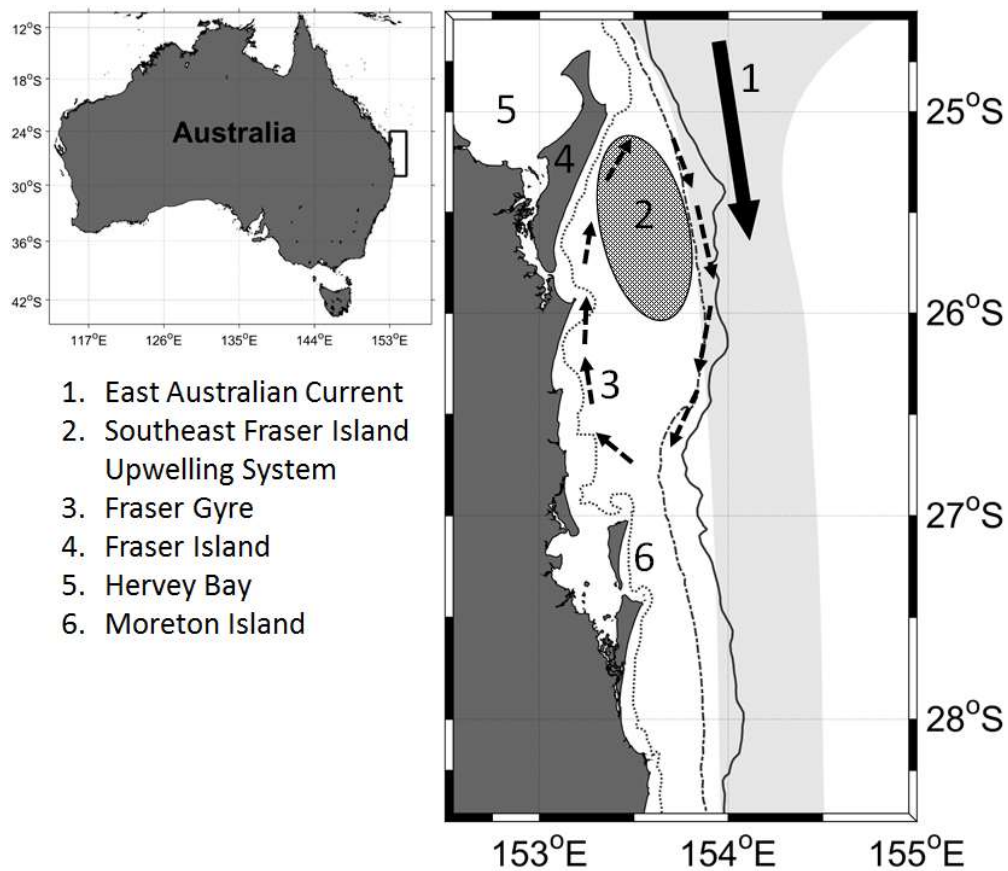 12°S
18°S
24°S
30°S
36°S
42°S
Australia
117°E 126°E 135°E 144°E 153°E
1. East Australian Current
2. Southeast Fraser Island
Upwelling System
3. Fraser Gyre
4. Fraser Island
5. Hervey Bay
6. Moreton Island
1
5
4
2
3
6
25°S
26°S
27°S
28°S
153°E 154°E 155°E